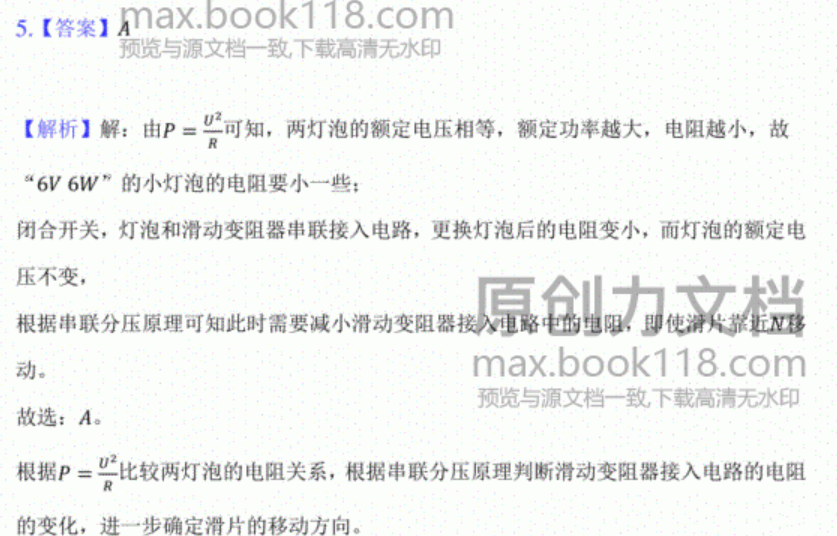 max.book118.com
5.【答案】A
预览与源文档一致,下载高清无水印
【解析】解：由P = U²/R可知，两灯泡的额定电压相等，额定功率越大，电阻越小，故
“6V 6W”的小灯泡的电阻要小一些；
闭合开关，灯泡和滑动变阻器串联接入电路，更换灯泡后的电阻变小，而灯泡的额定电
压不变，
原创力文档
根据串联分压原理可知此时需要减小滑动变阻器接入电路中的电阻，即使滑片靠近N移
max.book118.com
动。
预览与源文档一致,下载高清无水印
故选：A。
根据P = U²/R比较两灯泡的电阻关系，根据串联分压原理判断滑动变阻器接入电路的电阻
的变化，进一步确定滑片的移动方向。